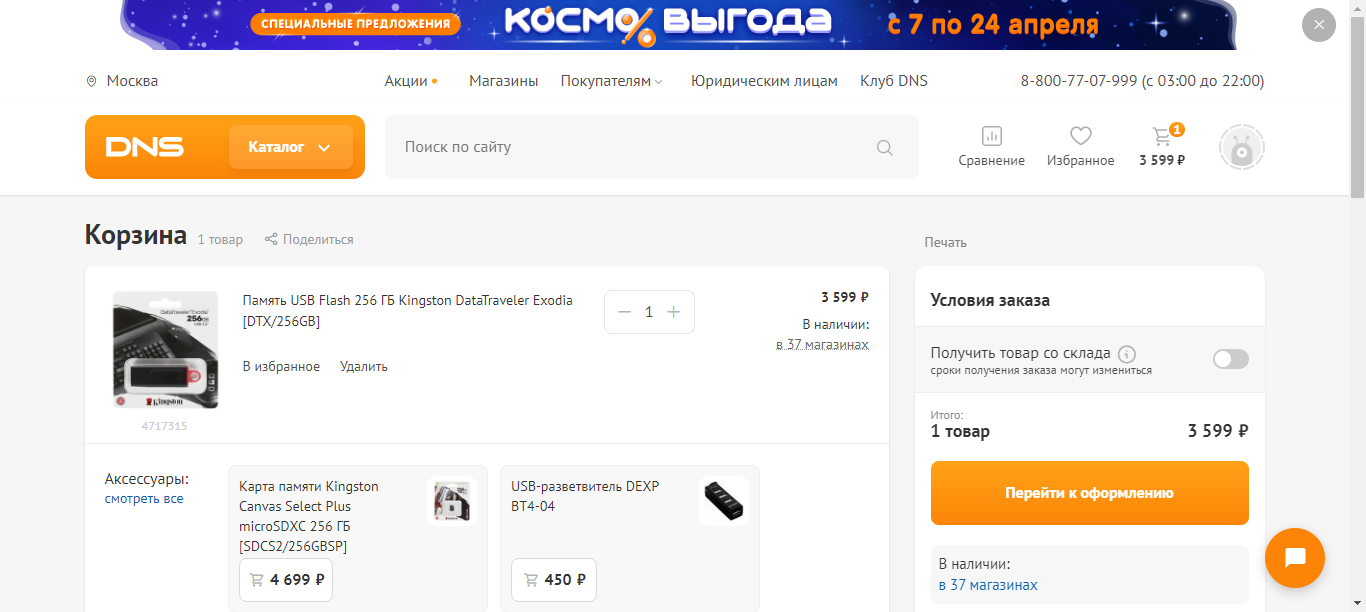 СПЕЦИАЛЬНЫЕ ПРЕДЛОЖЕНИЯ
КОСМО% ВЫГОДА
с 7 по 24 апреля
Москва
Акции
Магазины
Покупателям
Юридическим лицам
Клуб DNS
8-800-77-07-999 (с 03:00 до 22:00)
DNS
Каталог
Поиск по сайту
Сравнение
Избранное
1
3 599 ₽
Корзина
1 товар
Поделиться
Печать
DataTraveler Exodia
256GB
Kingston
4717315
Память USB Flash 256 ГБ Kingston DataTraveler Exodia
[DTX/256GB]
В избранное
Удалить
1
3 599 ₽
В наличии:
в 37 магазинах
Аксессуары:
смотреть все
Карта памяти Kingston
Canvas Select Plus
microSDXC 256 ГБ
[SDCS2/256GBSP]
4 699 ₽
USB-разветвитель DEXP
BT4-04
450 ₽
Условия заказа
Получить товар со склада
сроки получения заказа могут измениться
Итого:
1 товар
3 599 ₽
Перейти к оформлению
В наличии:
в 37 магазинах